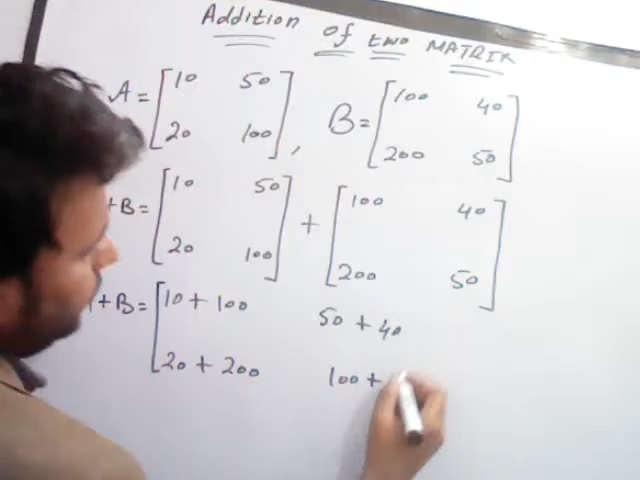 Addition of two MATRIX
A = [10 50 20 100], B = [100 40 200 50]
+B = [10 50 20 100] + [100 40 200 50]
+B = [10 + 100 50 + 40
20 + 200 100 +